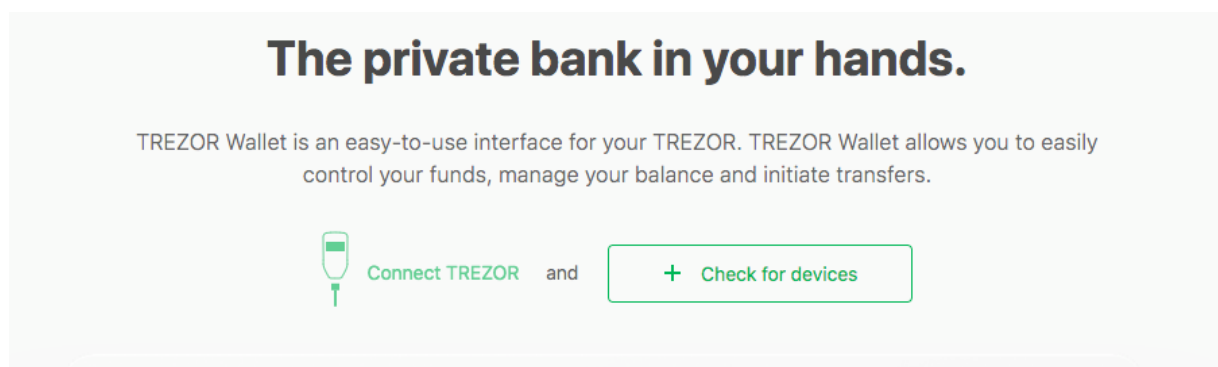 The private bank in your hands.
TREZOR Wallet is an easy-to-use interface for your TREZOR. TREZOR Wallet allows you to easily
control your funds, manage your balance and initiate transfers.
Connect TREZOR and + Check for devices